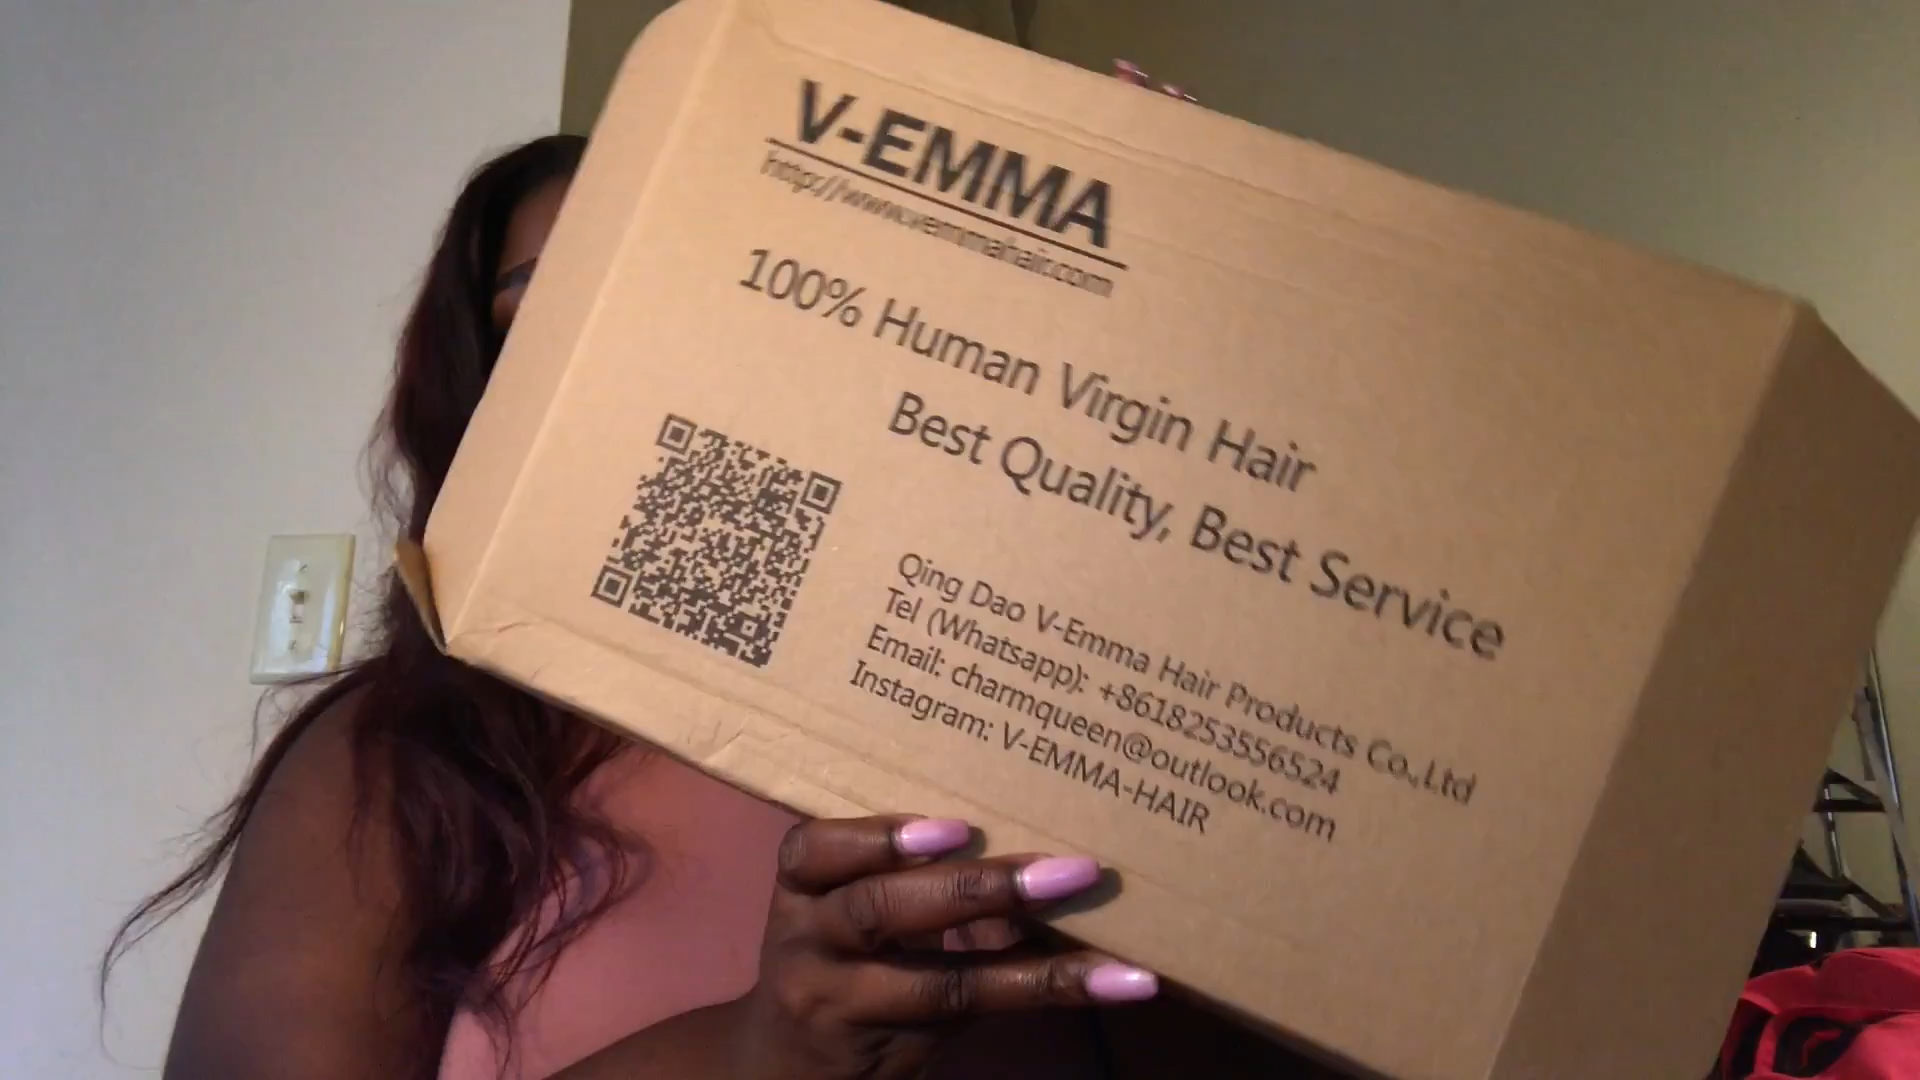 V-EMMA
http://www.vemmahair.com
100% Human Virgin Hair
Best Quality, Best Service
Qing Dao V-Emma Hair Products Co.,Ltd
Tel (Whatsapp): +8618253556524
Email: charmqueen@outlook.com
Instagram: V-EMMA-HAIR